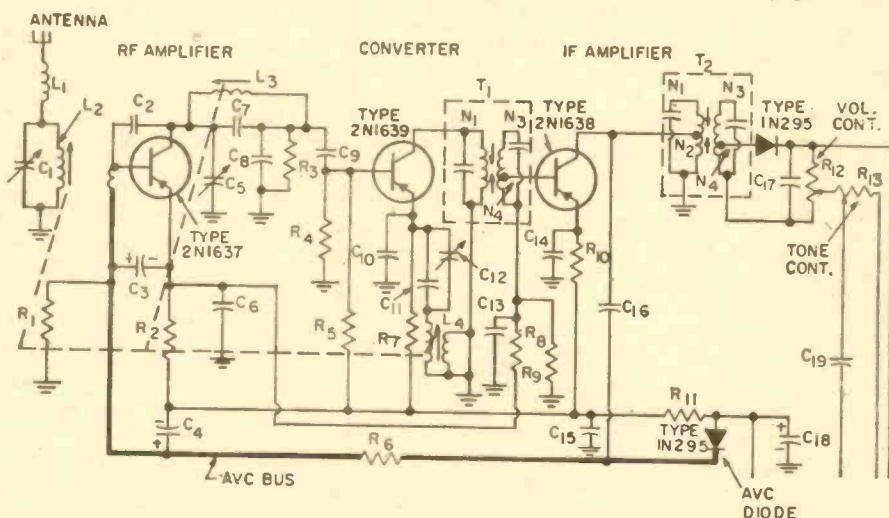 ANTENNA
RF AMPLIFIER
CONVERTER
IF AMPLIFIER
T2
L1
L2
L3
T1
N1
N3
C2
C7
TYPE
2N1639
N1
N3
TYPE
2N1638
TYPE
1N295
VOL.
CONT.
C1
C8
R3
C9
N2
N4
C17
R12
R13
C5
N4
TYPE
2N1637
R4
C10
C12
C14
R10
TONE
CONT.
C3
C6
C11
L4
C13
C16
R1
R2
R5
R7
R8
R9
C19
C4
R6
C15
R11
TYPE
1N295
C18
AVC BUS
AVC
DIODE